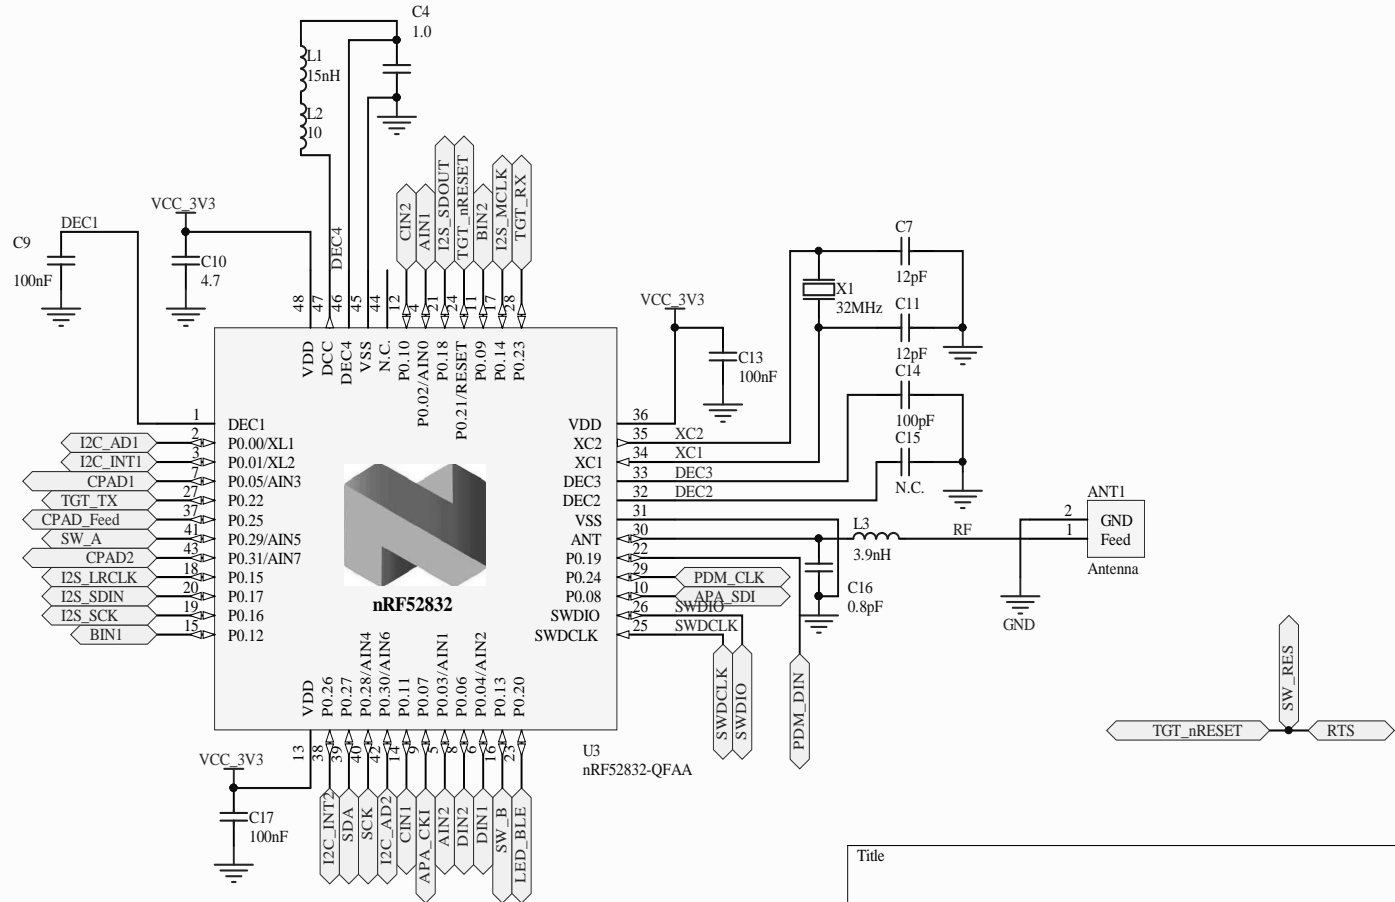 C4
1.0
L1
15nH
L2
10
VCC_3V3
DEC1
C9
100nF
C10
4.7
DEC4
CIN2
AIN1
I2S_SDOUT
TGT_nRESET
BIN2
I2S_MCLK
TGT_RX
48
47
46
45
44
12
4
21
24
11
17
28
VDD
DCC
DEC4
VSS
N.C.
P0.10
P0.02/AIN0
P0.18
P0.21/RESET
P0.09
P0.14
P0.23
VCC_3V3
C13
100nF
X1
32MHz
C7
12pF
C11
12pF
C14
100pF
C15
N.C.
1 DEC1
I2C_AD1 2 P0.00/XL1
I2C_INT1 3 P0.01/XL2
CPAD1 7 P0.05/AIN3
TGT_TX 27 P0.22
CPAD_Feed 37 P0.25
SW_A 41 P0.29/AIN5
CPAD2 43 P0.31/AIN7
I2S_LRCLK 18 P0.15
I2S_SDIN 20 P0.17
I2S_SCK 19 P0.16
BIN1 15 P0.12
nRF52832
VDD 36
XC2 35 XC2
XC1 34 XC1
DEC3 33 DEC3
DEC2 32 DEC2
VSS 31
ANT 30
P0.19 22
P0.24 29 PDM_CLK
P0.08 10 APA_SDI
SWDIO 26 SWDIO
SWDCLK 25 SWDCLK
L3
3.9nH
RF
C16
0.8pF
ANT1
2 GND
1 Feed
Antenna
GND
SWDCLK
SWDIO
PDM_DIN
SW_RES
TGT_nRESET
RTS
VDD
P0.26
P0.27
P0.28/AIN4
P0.30/AIN6
P0.11
P0.07
P0.03/AIN1
P0.06
P0.04/AIN2
P0.13
P0.20
13
38
39
40
42
14
9
5
8
6
16
23
U3
nRF52832-QFAA
VCC_3V3
C17
100nF
I2C_INT2
SDA
SCK
I2C_AD2
CIN1
APA_CKI
AIN2
DIN2
DIN1
SW_B
LED_BLE
Title